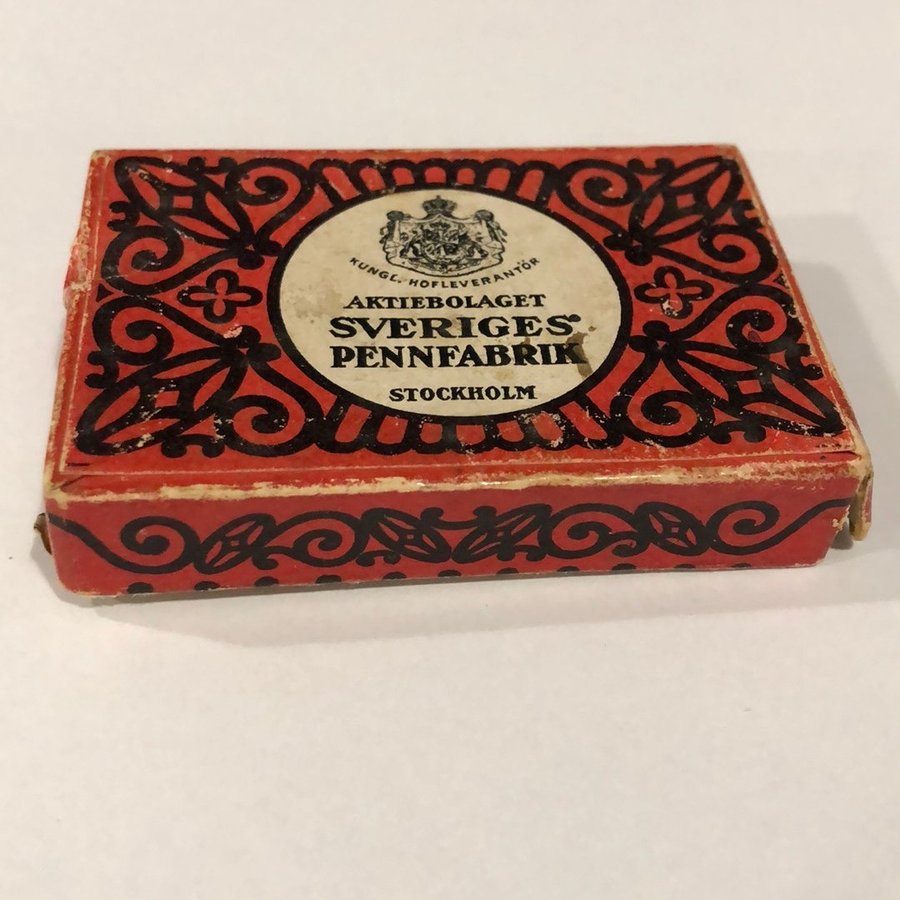 KUNGL. HOFLEVERANTÖR
AKTIEBOLAGET
SVERIGES
PENNFABRIK
STOCKHOLM